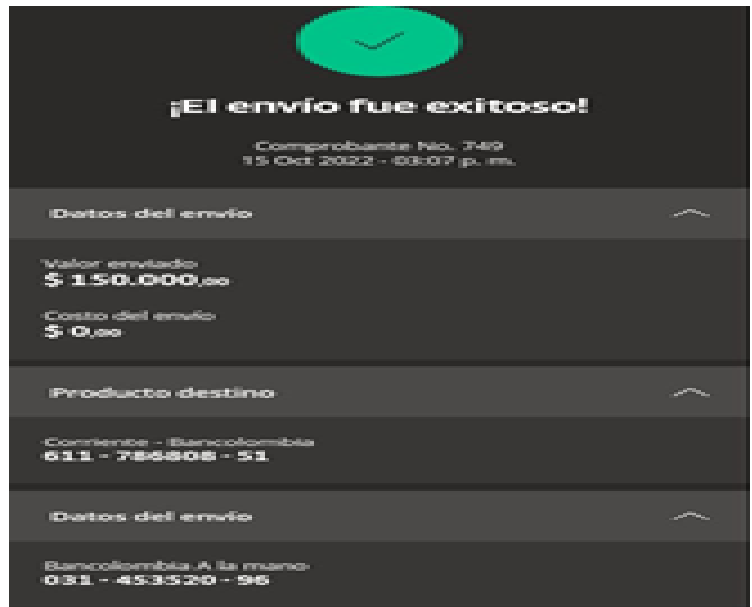 ¡El envío fue exitoso!
Comprobante No. 749
15 Oct 2022 - 03:07 p. m.
Datos del envío
Valor enviado
$ 150.000,00
Costo del envío
$ 0,00
Producto destino
Corriente - Bancolombia
611 - 786808 - 51
Datos del envío
Bancolombia A la mano
031 - 453520 - 96